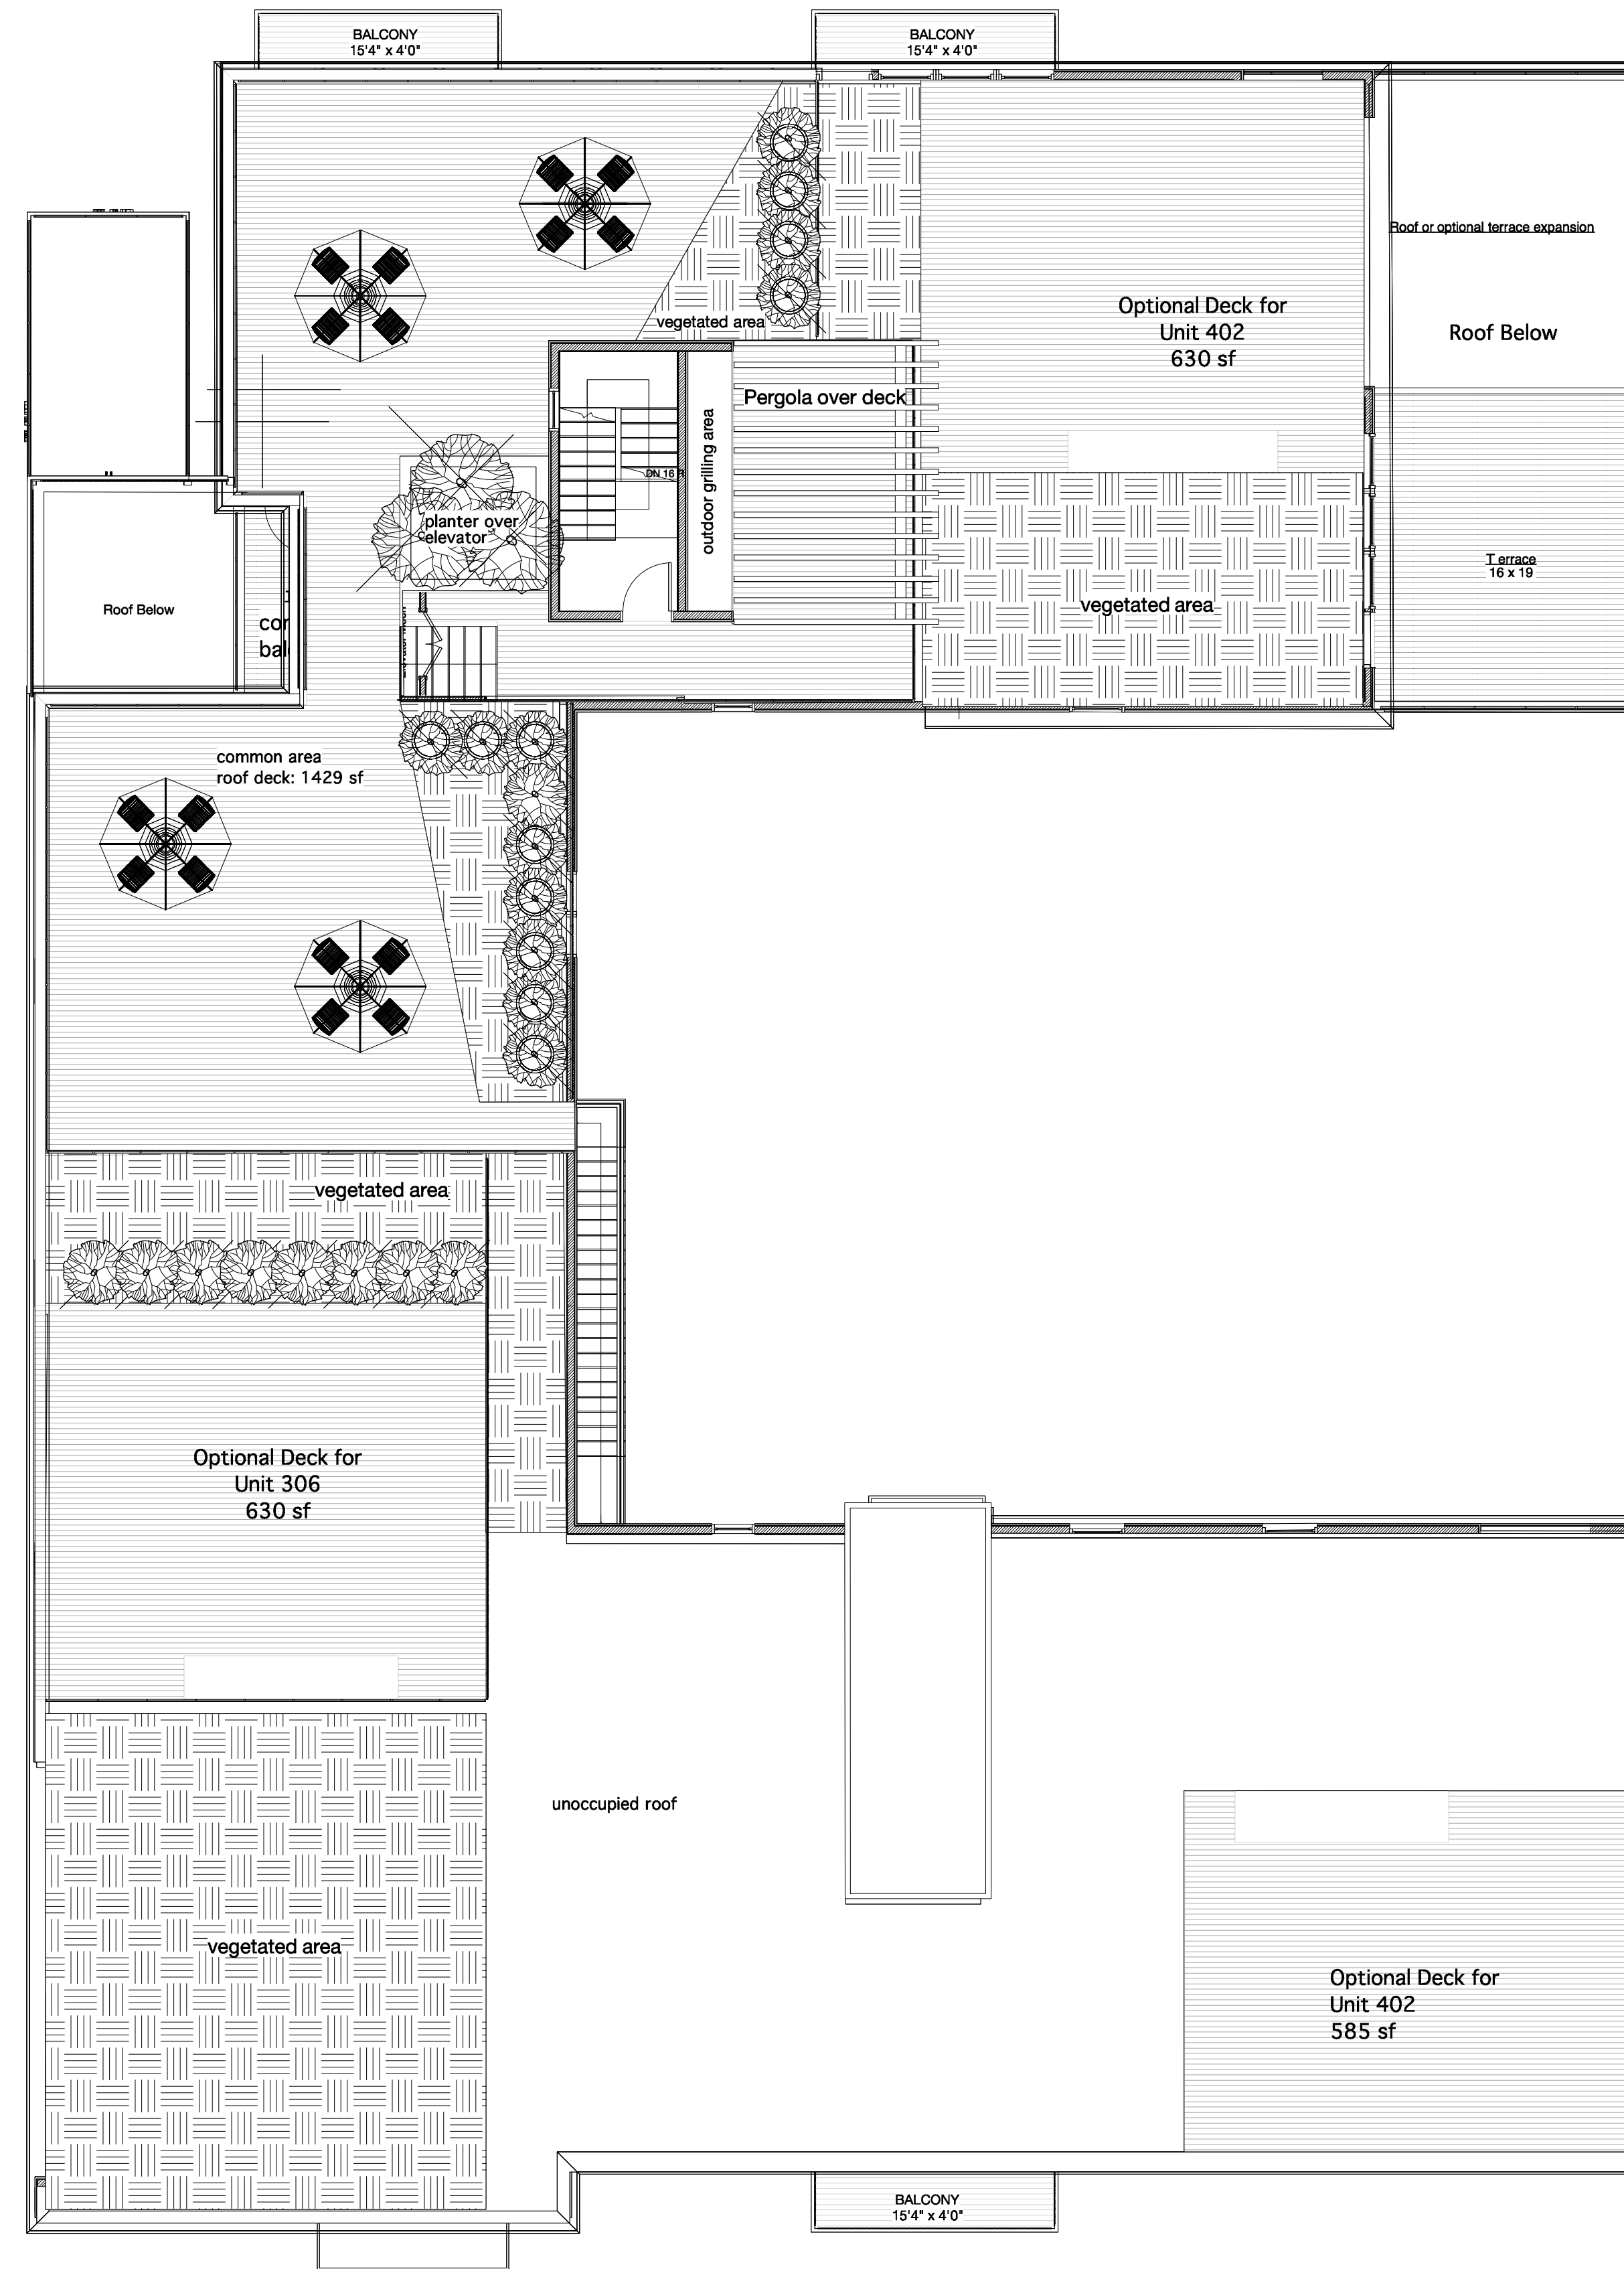 BALCONY
15'4" x 4'0"
BALCONY
15'4" x 4'0"
Roof or optional terrace expansion
Optional Deck for
Unit 402
630 sf
Roof Below
vegetated area
Pergola over deck
outdoor grilling area
DN 16 R
planter over
elevator
Terrace
16 x 19
Roof Below
vegetated area
common area
roof deck: 1429 sf
vegetated area
Optional Deck for
Unit 306
630 sf
unoccupied roof
vegetated area
Optional Deck for
Unit 402
585 sf
BALCONY
15'4" x 4'0"